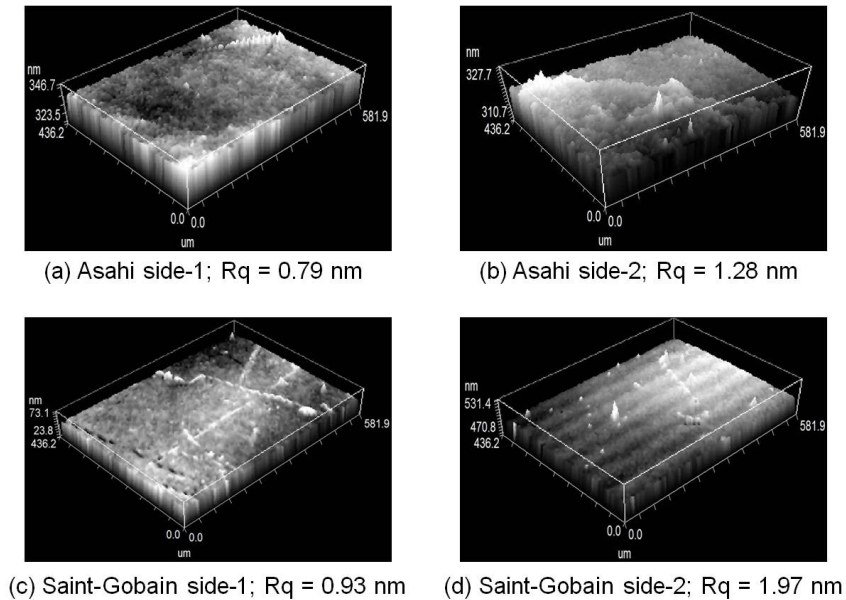 nm
346.7
323.5
436.2
581.9
0.0 0.0
um
(a) Asahi side-1; Rq = 0.79 nm
nm
327.7
310.7
436.2
581.9
0.0 0.0
um
(b) Asahi side-2; Rq = 1.28 nm
nm
73.1
23.8
436.2
581.9
0.0 0.0
um
(c) Saint-Gobain side-1; Rq = 0.93 nm
nm
531.4
470.8
436.2
581.9
0.0 0.0
um
(d) Saint-Gobain side-2; Rq = 1.97 nm